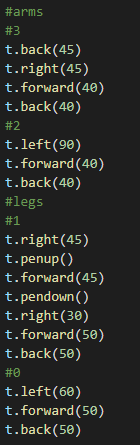 #arms
#3
t.back(45)
t.right(45)
t.forward(40)
t.back(40)
#2
t.left(90)
t.forward(40)
t.back(40)
#legs
#1
t.right(45)
t.penup()
t.forward(45)
t.pendown()
t.right(30)
t.forward(50)
t.back(50)
#0
t.left(60)
t.forward(50)
t.back(50)